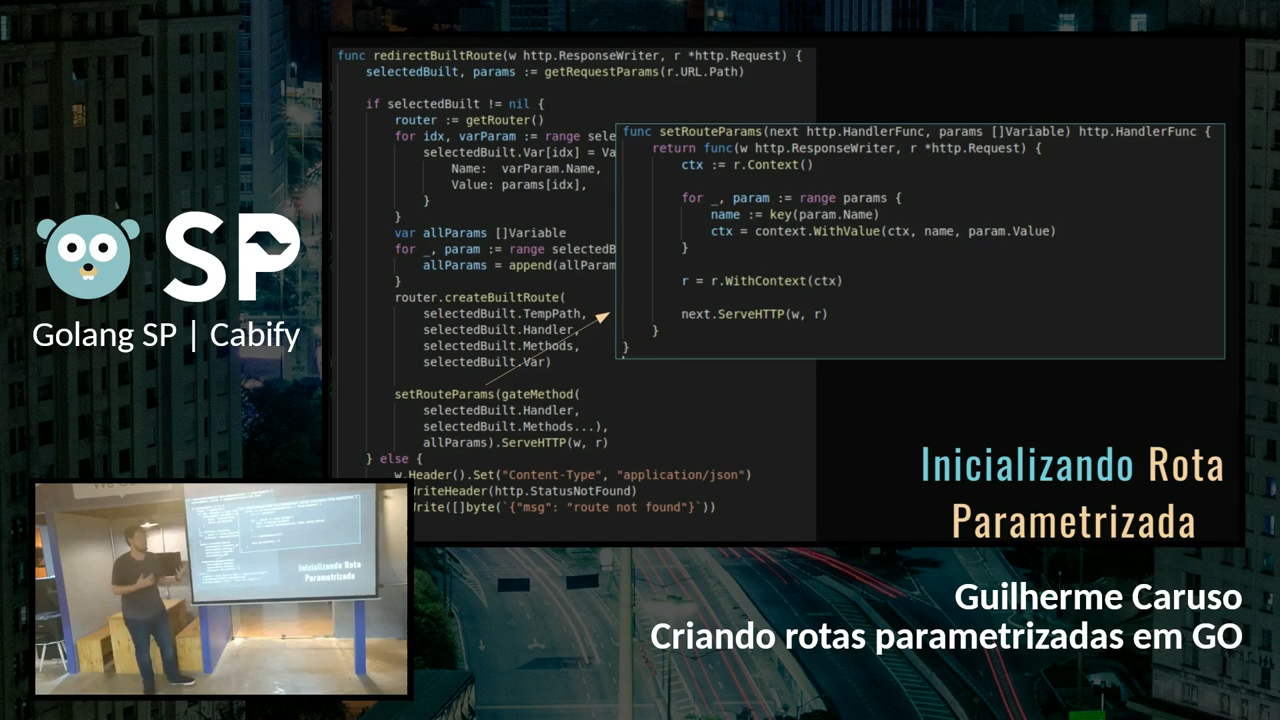 func redirectBuiltRoute(w http.ResponseWriter, r *http.Request) {
selectedBuilt, params := getRequestParams(r.URL.Path)
if selectedBuilt != nil {
router := getRouter()
for idx, varParam := range sele
selectedBuilt.Var[idx] = Va
Name: varParam.Name,
Value: params[idx],
}
}
var allParams []Variable
for _, param := range selectedB
allParams = append(allParam
}
router.createBuiltRoute(
selectedBuilt.TempPath,
selectedBuilt.Handler,
selectedBuilt.Methods,
selectedBuilt.Var)
setRouteParams(gateMethod(
selectedBuilt.Handler,
selectedBuilt.Methods...),
allParams).ServeHTTP(w, r)
} else {
w.Header().Set("Content-Type", "application/json")
WriteHeader(http.StatusNotFound)
Write([]byte(`{"msg": "route not found"}`))
func setRouteParams(next http.HandlerFunc, params []Variable) http.HandlerFunc {
return func(w http.ResponseWriter, r *http.Request) {
ctx := r.Context()
for _, param := range params {
name := key(param.Name)
ctx = context.WithValue(ctx, name, param.Value)
}
r = r.WithContext(ctx)
next.ServeHTTP(w, r)
}
}
SP
Golang SP | Cabify
Inicializando Rota
Parametrizada
Inicializando Rota
Parametrizada
Guilherme Caruso
Criando rotas parametrizadas em GO